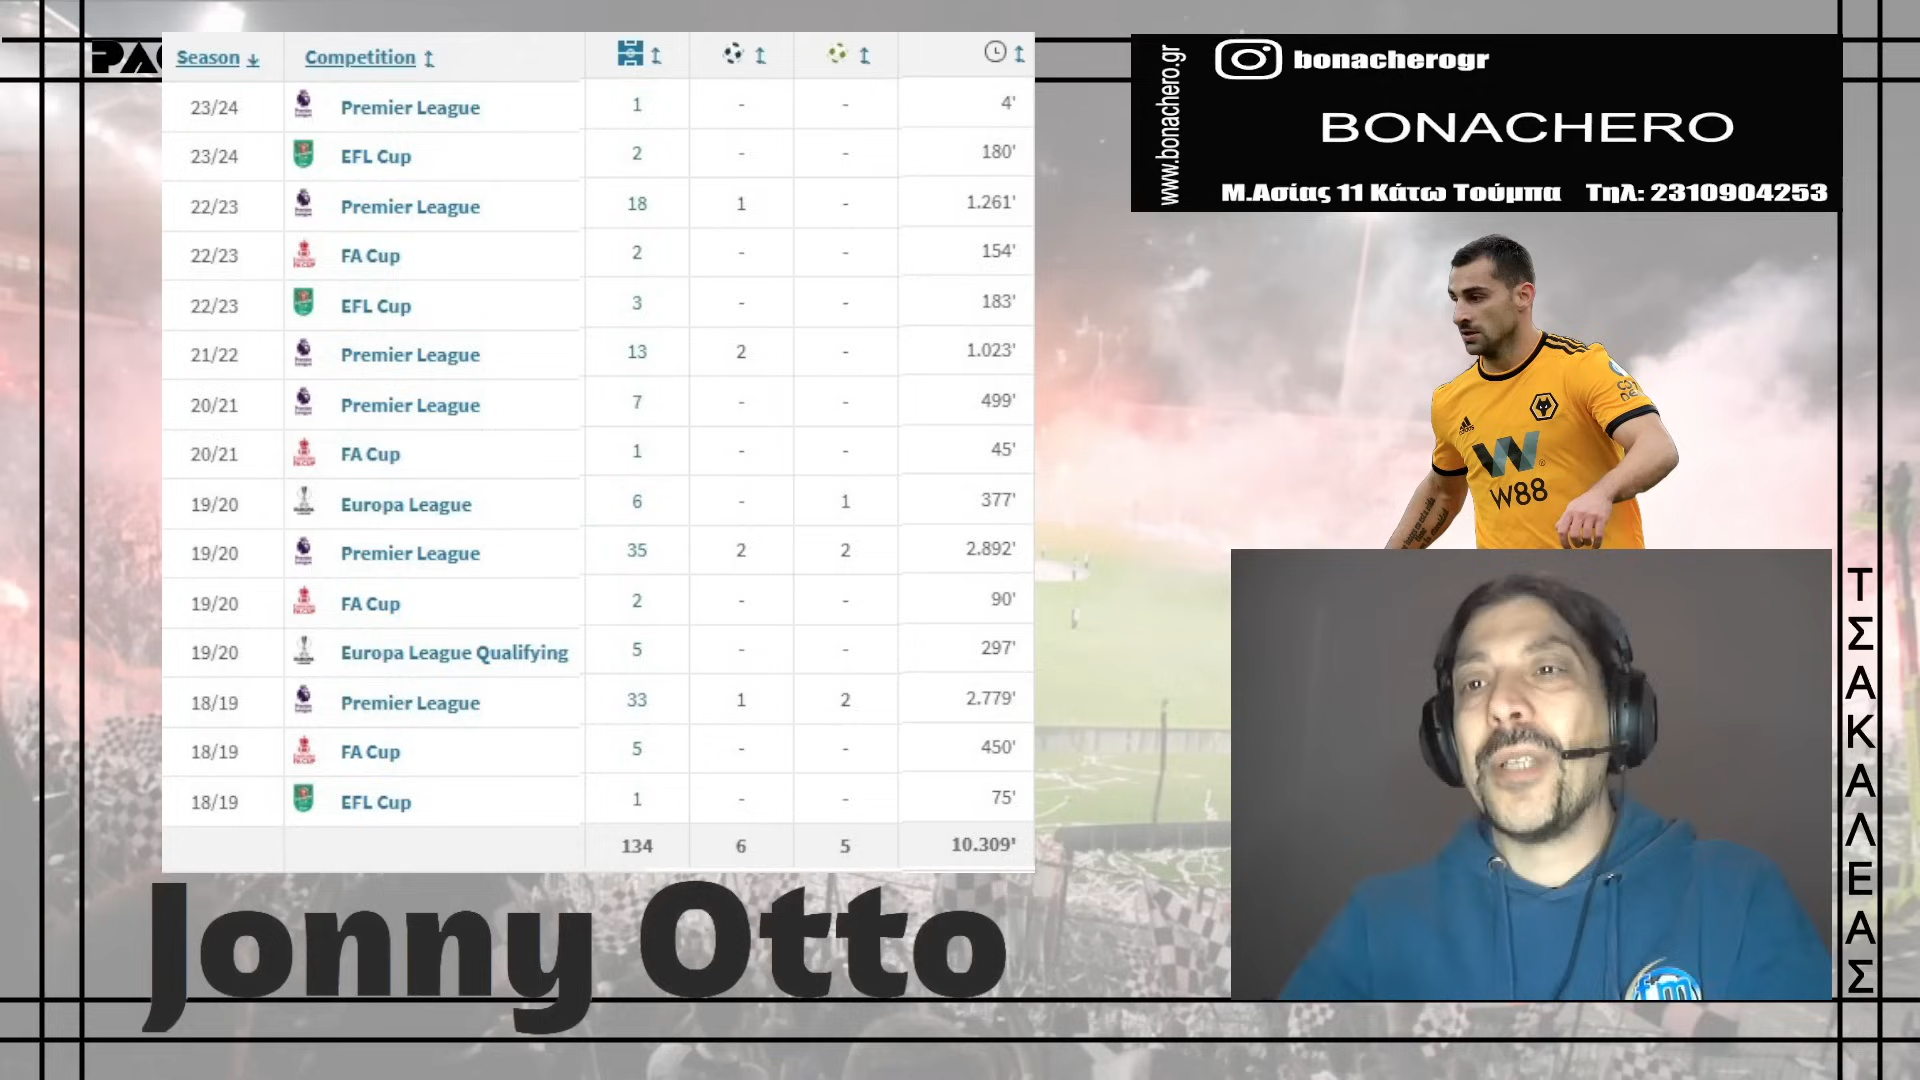 PAO
Season Competition
23/24 Premier League 1 - - 4'
23/24 EFL Cup 2 - - 180'
22/23 Premier League 18 1 - 1.261'
22/23 FA Cup 2 - - 154'
22/23 EFL Cup 3 - - 183'
21/22 Premier League 13 2 - 1.023'
20/21 Premier League 7 - - 499'
20/21 FA Cup 1 - - 45'
19/20 Europa League 6 - 1 377'
19/20 Premier League 35 2 2 2.892'
19/20 FA Cup 2 - - 90'
19/20 Europa League Qualifying 5 - - 297'
18/19 Premier League 33 1 2 2.779'
18/19 FA Cup 5 - - 450'
18/19 EFL Cup 1 - - 75'
134 6 5 10.309'
Jonny Otto
www.bonachero.gr
bonacherogr
BONACHERO
Μ.Ασίας 11 Κάτω Τούμπα Τηλ: 2310904253
adidas
W88
fm
ΤΣΑΚΑΛΕΑΣ